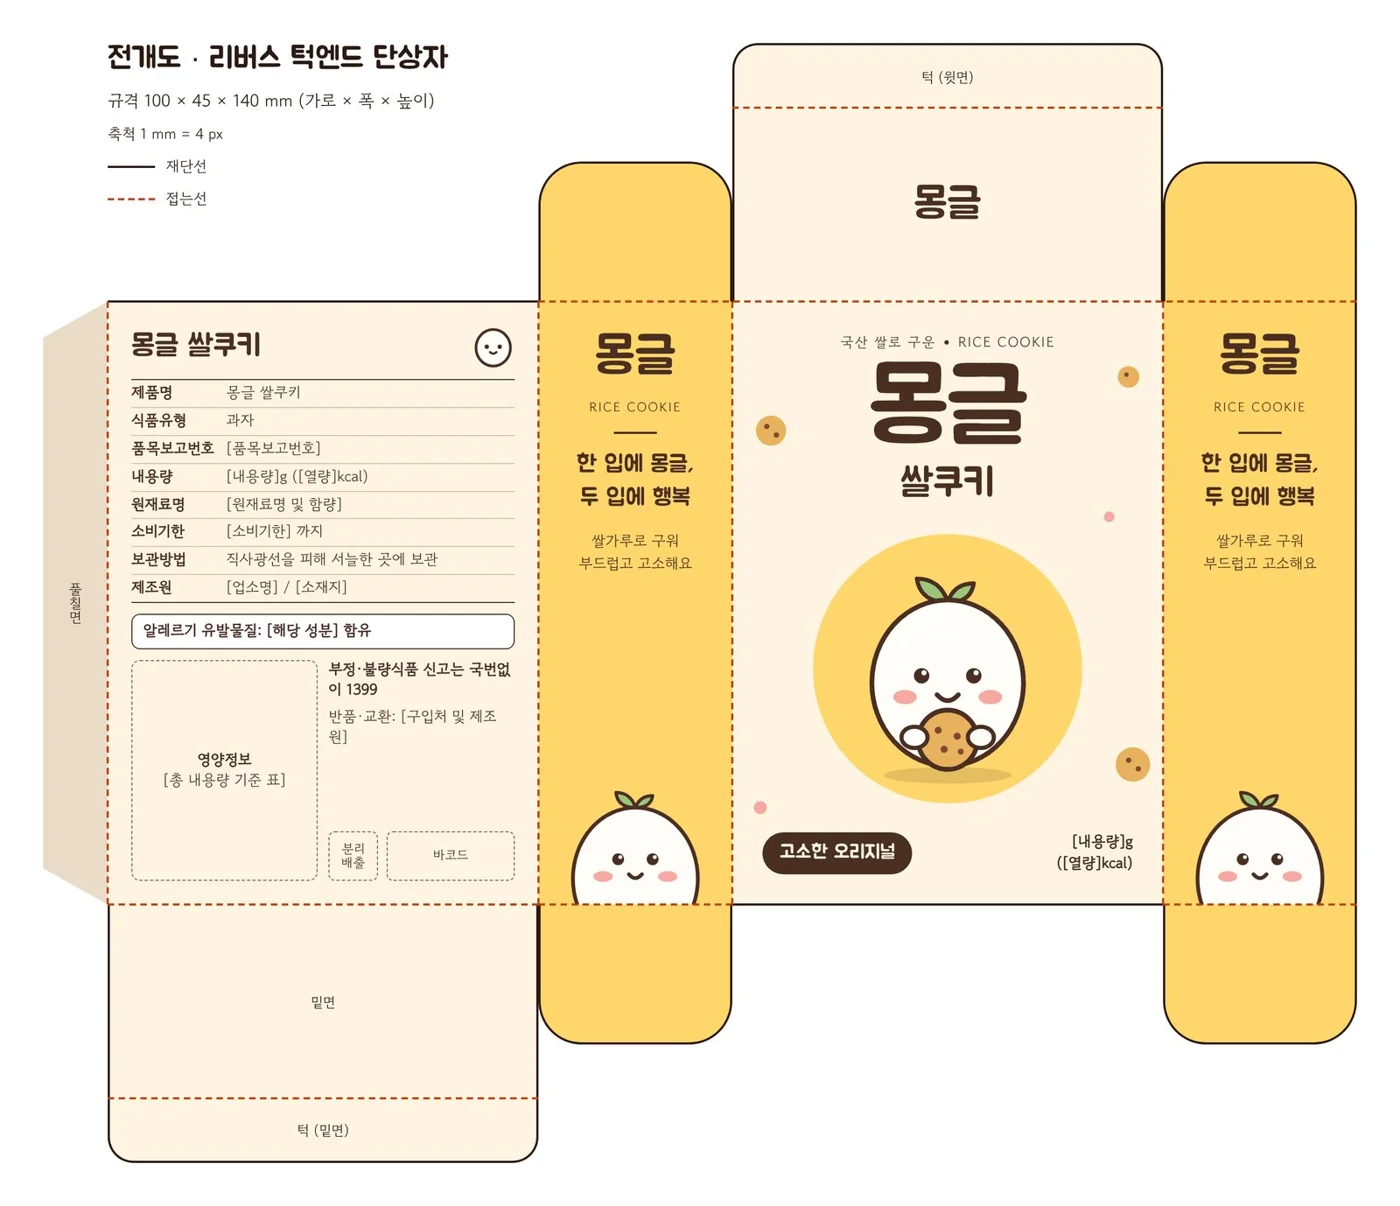 전개도 · 리버스 턱엔드 단상자
규격 100 × 45 × 140 mm (가로 × 폭 × 높이)
축척 1 mm = 4 px
재단선
접는선
턱 (윗면)
몽글
풀칠면
몽글 쌀쿠키
제품명 몽글 쌀쿠키
식품유형 과자
품목보고번호 [품목보고번호]
내용량 [내용량]g ([열량]kcal)
원재료명 [원재료명 및 함량]
소비기한 [소비기한] 까지
보관방법 직사광선을 피해 서늘한 곳에 보관
제조원 [업소명] / [소재지]
알레르기 유발물질: [해당 성분] 함유
영양정보
[총 내용량 기준 표]
부정·불량식품 신고는 국번없
이 1399
반품·교환: [구입처 및 제조
원]
분리
배출
바코드
밑면
턱 (밑면)
몽글
RICE COOKIE
한 입에 몽글,
두 입에 행복
쌀가루로 구워
부드럽고 고소해요
국산 쌀로 구운 • RICE COOKIE
몽글
쌀쿠키
고소한 오리지널
[내용량]g
([열량]kcal)
몽글
RICE COOKIE
한 입에 몽글,
두 입에 행복
쌀가루로 구워
부드럽고 고소해요